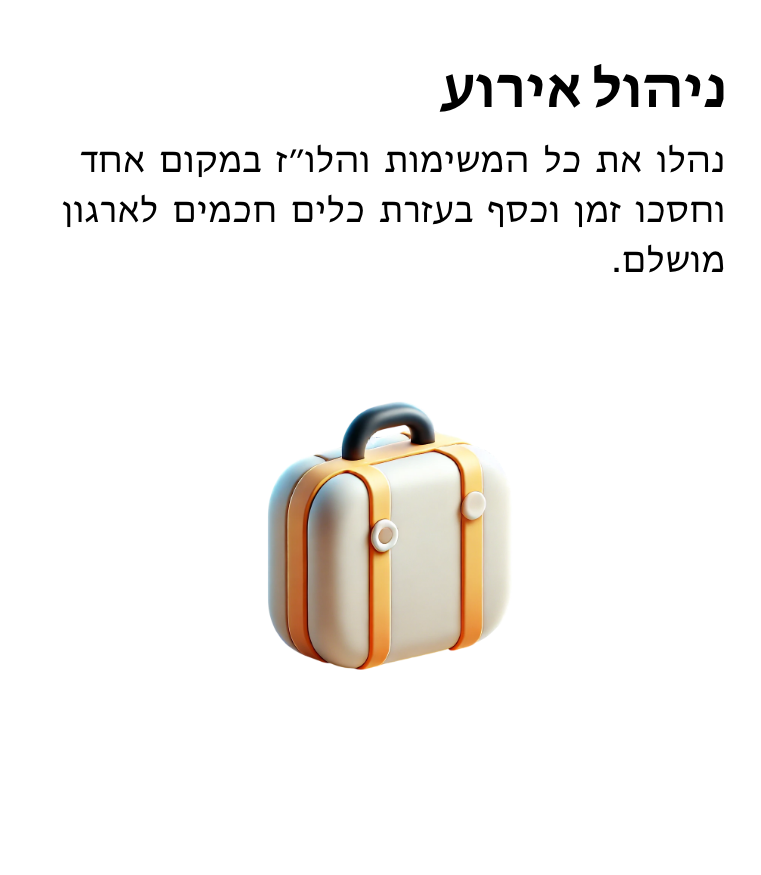 ניהול אירוע
נהלו את כל המשימות והלו״ז במקום אחד
וחסכו זמן וכסף בעזרת כלים חכמים לארגון
מושלם.